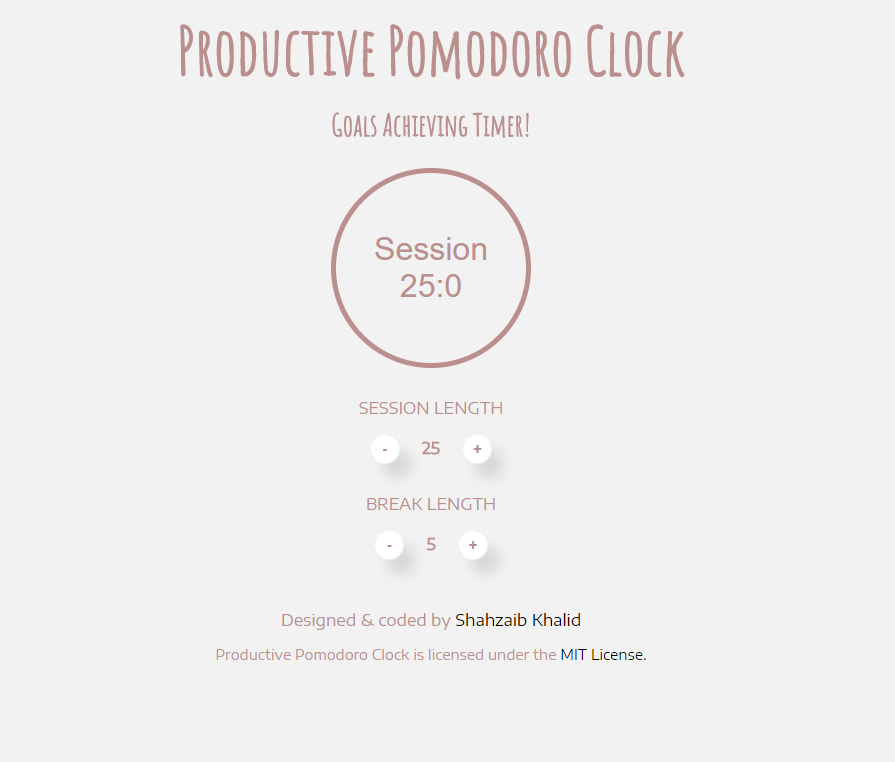 Productive Pomodoro Clock
Goals Achieving Timer!
Session
25:0
SESSION LENGTH
- 25 +
BREAK LENGTH
- 5 +
Designed & coded by Shahzaib Khalid
Productive Pomodoro Clock is licensed under the MIT License.